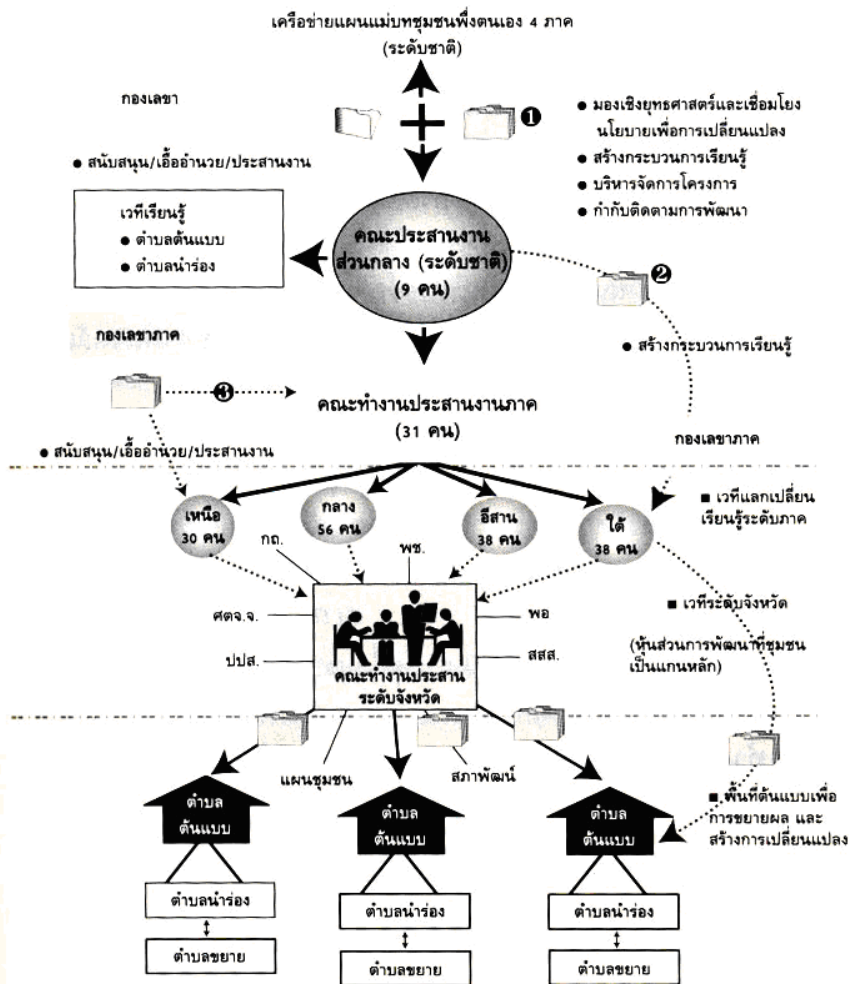 เครือข่ายแผนแม่บทชุมชนพึ่งตนเอง 4 ภาค
(ระดับชาติ)
กองเลขา
❶
● มองเชิงยุทธศาสตร์และเชื่อมโยง
นโยบายเพื่อการเปลี่ยนแปลง
● สร้างกระบวนการเรียนรู้
● บริหารจัดการโครงการ
● กำกับติดตามการพัฒนา
● สนับสนุน/เอื้ออำนวย/ประสานงาน
เวทีเรียนรู้
● ตำบลต้นแบบ
● ตำบลนำร่อง
คณะประสานงาน
ส่วนกลาง (ระดับชาติ)
(9 คน)
❷
● สร้างกระบวนการเรียนรู้
กองเลขาภาค
❸
คณะทำงานประสานงานภาค
(31 คน)
กองเลขาภาค
● สนับสนุน/เอื้ออำนวย/ประสานงาน
เหนือ
30 คน
กลาง
56 คน
อีสาน
38 คน
ใต้
38 คน
■ เวทีแลกเปลี่ยน
เรียนรู้ระดับภาค
กถ.
พช.
ศตจ.จ.
พอ
ปปส.
สสส.
คณะทำงานประสาน
ระดับจังหวัด
■ เวทีระดับจังหวัด
(หุ้นส่วนการพัฒนาที่ชุมชน
เป็นแกนหลัก)
แผนชุมชน
สภาพัฒน์
■ พื้นที่ต้นแบบเพื่อ
การขยายผล และ
สร้างการเปลี่ยนแปลง
ตำบล
ต้นแบบ
ตำบลนำร่อง
ตำบลขยาย
ตำบล
ต้นแบบ
ตำบลนำร่อง
ตำบลขยาย
ตำบล
ต้นแบบ
ตำบลนำร่อง
ตำบลขยาย